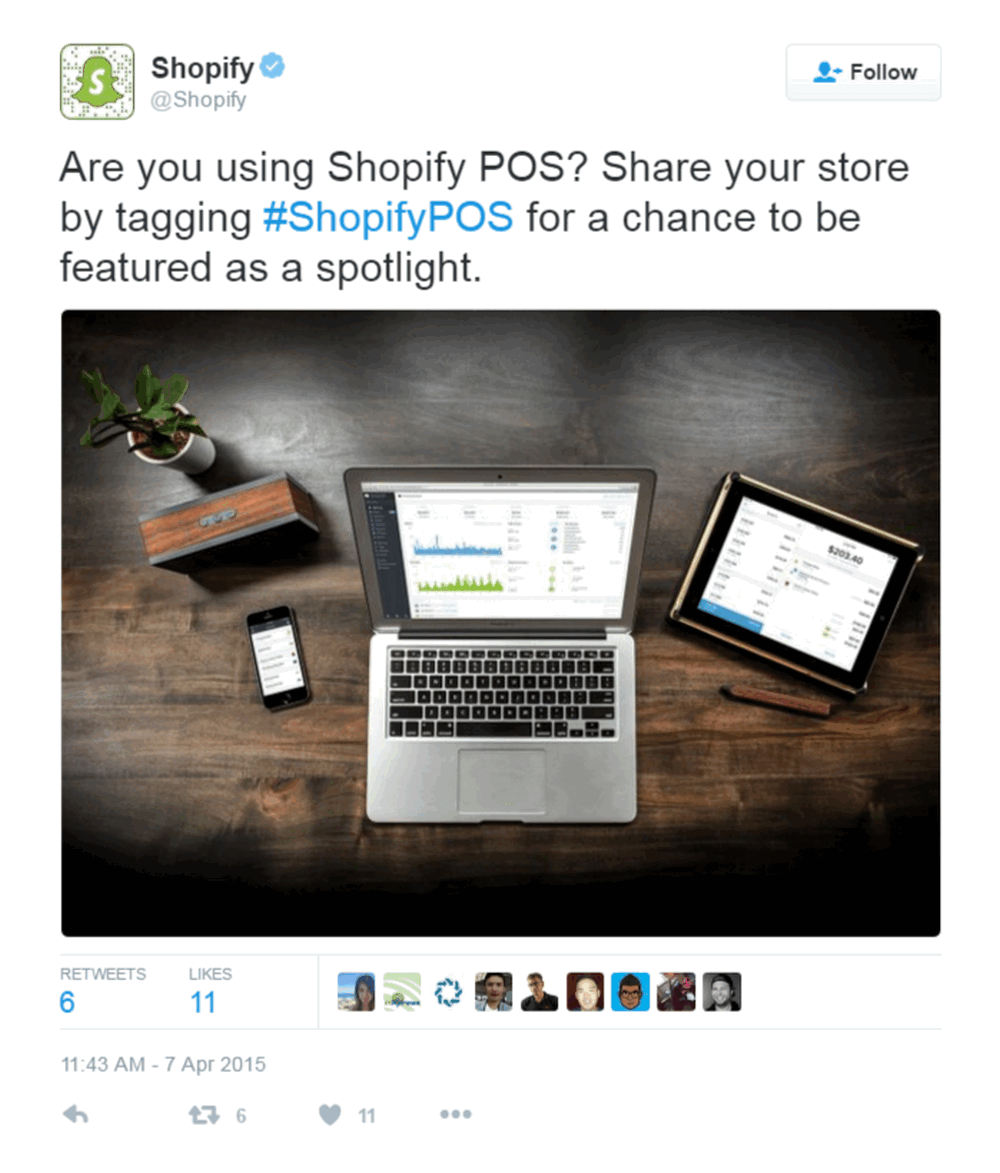 Shopify
@Shopify
Follow
Are you using Shopify POS? Share your store
by tagging #ShopifyPOS for a chance to be
featured as a spotlight.
$203.40
RETWEETS
LIKES
6
11
11:43 AM - 7 Apr 2015
6
11